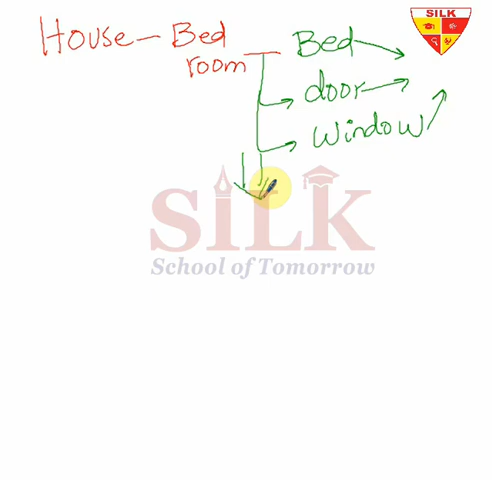 House - Bed room
Bed
door
window
SILK
SILK
School of Tomorrow